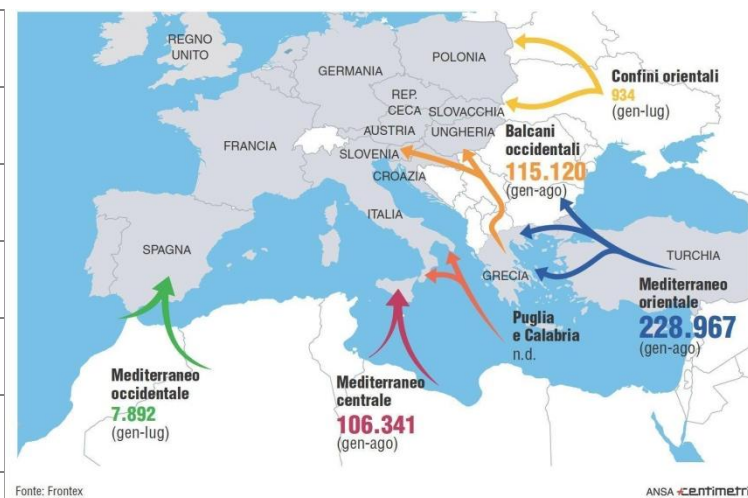 REGNO
UNITO
POLONIA
GERMANIA
Confini orientali
934
(gen-lug)
REP.
CECA
SLOVACCHIA
AUSTRIA
UNGHERIA
Balcani
occidentali
115.120
(gen-ago)
FRANCIA
SLOVENIA
CROAZIA
ITALIA
SPAGNA
GRECIA
TURCHIA
Mediterraneo
orientale
228.967
(gen-ago)
Puglia
e Calabria
n.d.
Mediterraneo
occidentale
7.892
(gen-lug)
Mediterraneo
centrale
106.341
(gen-ago)
Fonte: Frontex
ANSA centimetri